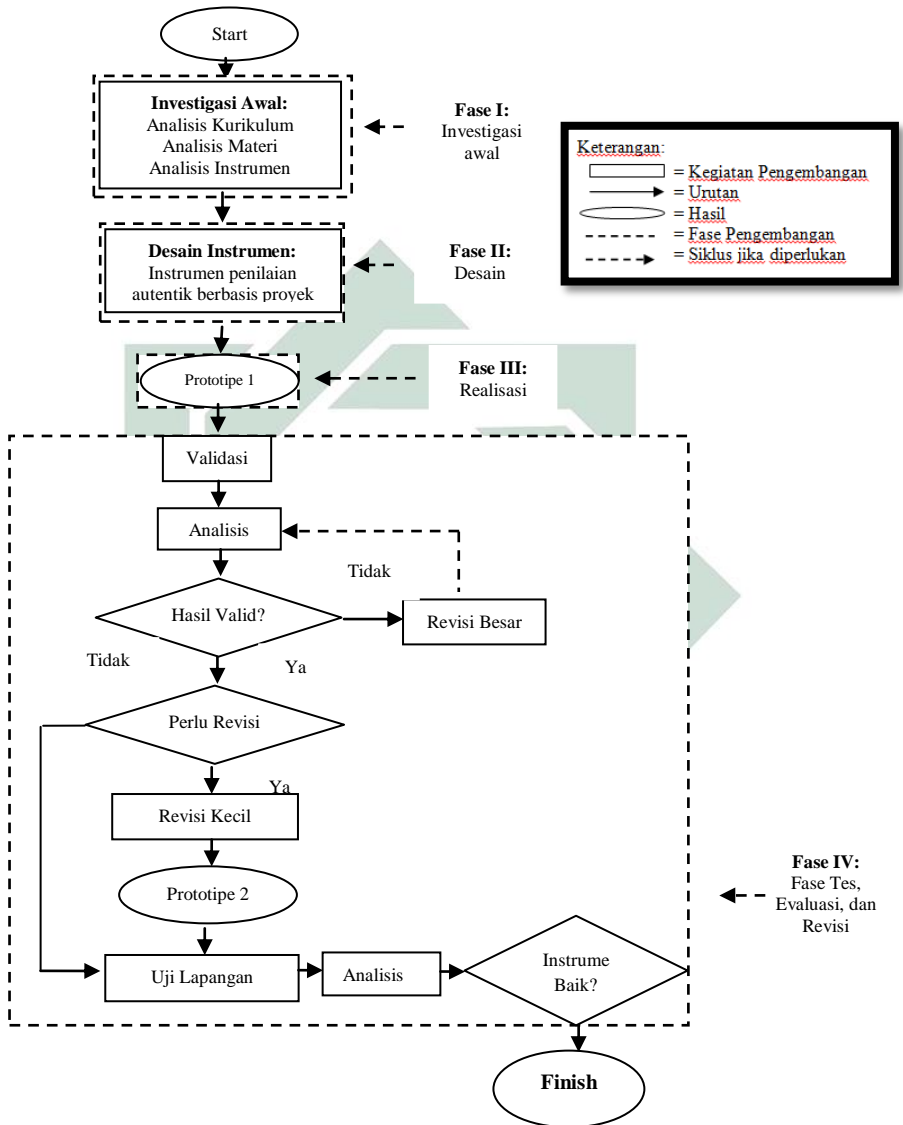 Start
Investigasi Awal:
Analisis Kurikulum
Analisis Materi
Analisis Instrumen
Fase I:
Investigasi
awal
Keterangan:
= Kegiatan Pengembangan
= Urutan
= Hasil
= Fase Pengembangan
= Siklus jika diperlukan
Desain Instrumen:
Instrumen penilaian
autentik berbasis proyek
Fase II:
Desain
Prototipe 1
Fase III:
Realisasi
Validasi
Analisis
Tidak
Hasil Valid?
Revisi Besar
Tidak
Ya
Perlu Revisi
Ya
Revisi Kecil
Prototipe 2
Fase IV:
Fase Tes,
Evaluasi, dan
Revisi
Uji Lapangan
Analisis
Instrume
Baik?
Finish